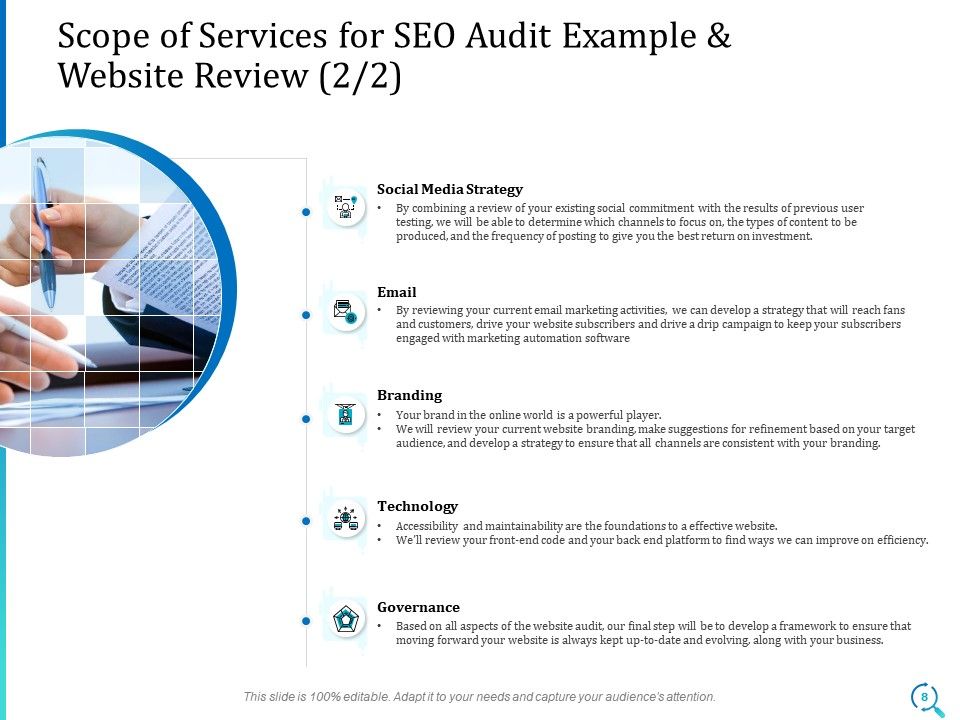 Scope of Services for SEO Audit Example &
Website Review (2/2)
Social Media Strategy
• By combining a review of your existing social commitment with the results of previous user
testing, we will be able to determine which channels to focus on, the types of content to be
produced, and the frequency of posting to give you the best return on investment.
Email
• By reviewing your current email marketing activities, we can develop a strategy that will reach fans
and customers, drive your website subscribers and drive a drip campaign to keep your subscribers
engaged with marketing automation software
Branding
• Your brand in the online world is a powerful player.
• We will review your current website branding, make suggestions for refinement based on your target
audience, and develop a strategy to ensure that all channels are consistent with your branding.
Technology
• Accessibility and maintainability are the foundations to a effective website.
• We'll review your front-end code and your back end platform to find ways we can improve on efficiency.
Governance
• Based on all aspects of the website audit, our final step will be to develop a framework to ensure that
moving forward your website is always kept up-to-date and evolving, along with your business.
This slide is 100% editable. Adapt it to your needs and capture your audience's attention.
8